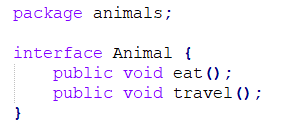 package animals;
interface Animal {
    public void eat();
    public void travel();
}